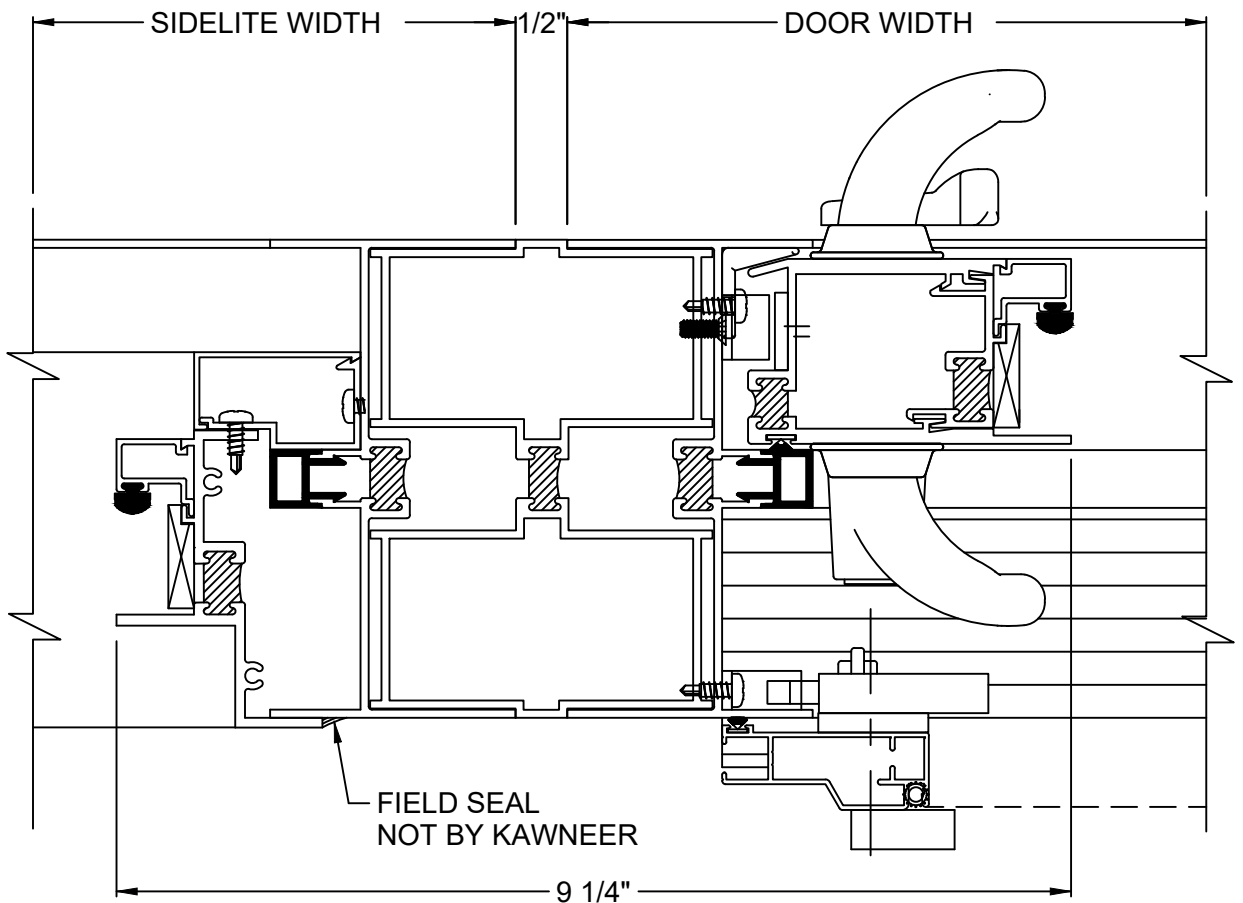 SIDELITE WIDTH
1/2"
DOOR WIDTH
FIELD SEAL
NOT BY KAWNEER
9 1/4"